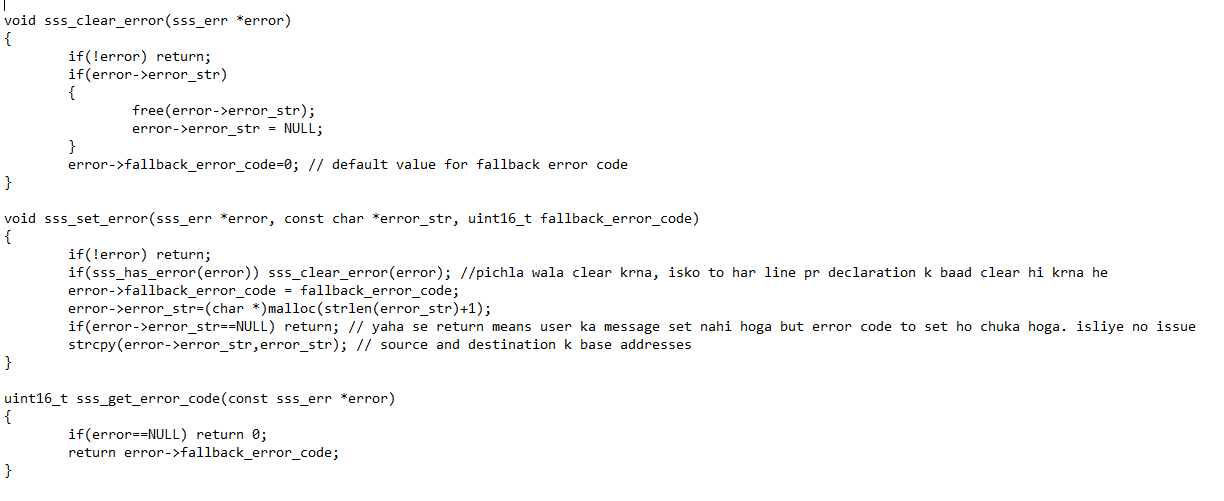 void sss_clear_error(sss_err *error)
{
        if(!error) return;
        if(error->error_str)
        {
                free(error->error_str);
                error->error_str = NULL;
        }
        error->fallback_error_code=0; // default value for fallback error code
}

void sss_set_error(sss_err *error, const char *error_str, uint16_t fallback_error_code)
{
        if(!error) return;
        if(sss_has_error(error)) sss_clear_error(error); //pichla wala clear krna, isko to har line pr declaration k baad clear hi krna he
        error->fallback_error_code = fallback_error_code;
        error->error_str=(char *)malloc(strlen(error_str)+1);
        if(error->error_str==NULL) return; // yaha se return means user ka message set nahi hoga but error code to set ho chuka hoga. isliye no issue
        strcpy(error->error_str,error_str); // source and destination k base addresses
}

uint16_t sss_get_error_code(const sss_err *error)
{
        if(error==NULL) return 0;
        return error->fallback_error_code;
}